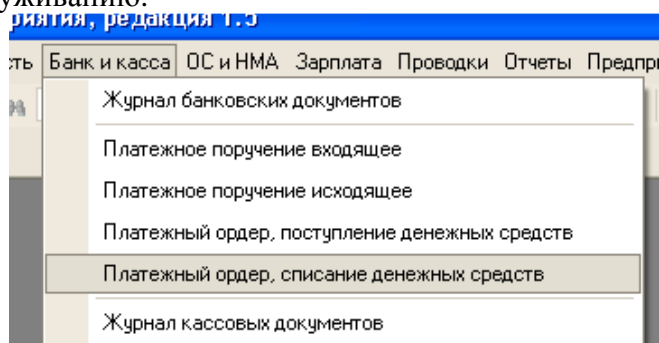 уживанию.
риятия, редакция 1.5
сть Банк и касса ОС и НМА Зарплата Проводки Отчеты Предпр
Журнал банковских документов
Платежное поручение входящее
Платежное поручение исходящее
Платежный ордер, поступление денежных средств
Платежный ордер, списание денежных средств
Журнал кассовых документов